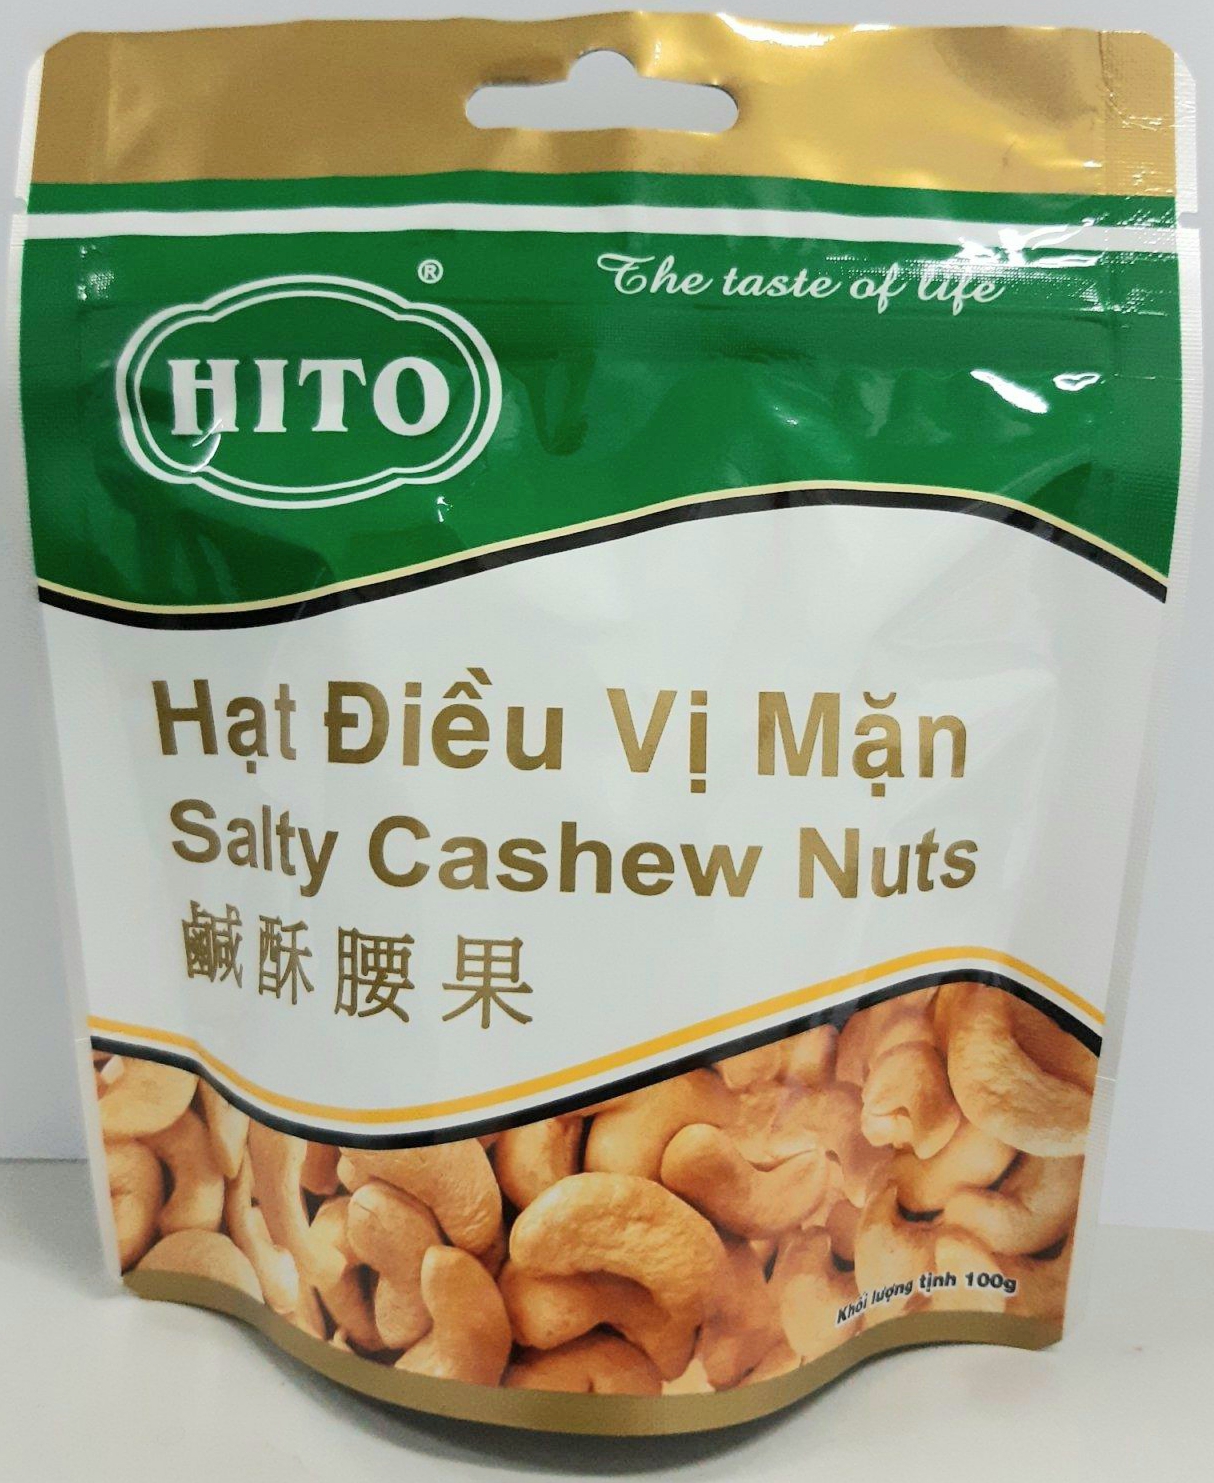 The taste of life
HITO®
Hạt Điều Vị Mặn
Salty Cashew Nuts
鹹酥腰果
Khối lượng tịnh 100g